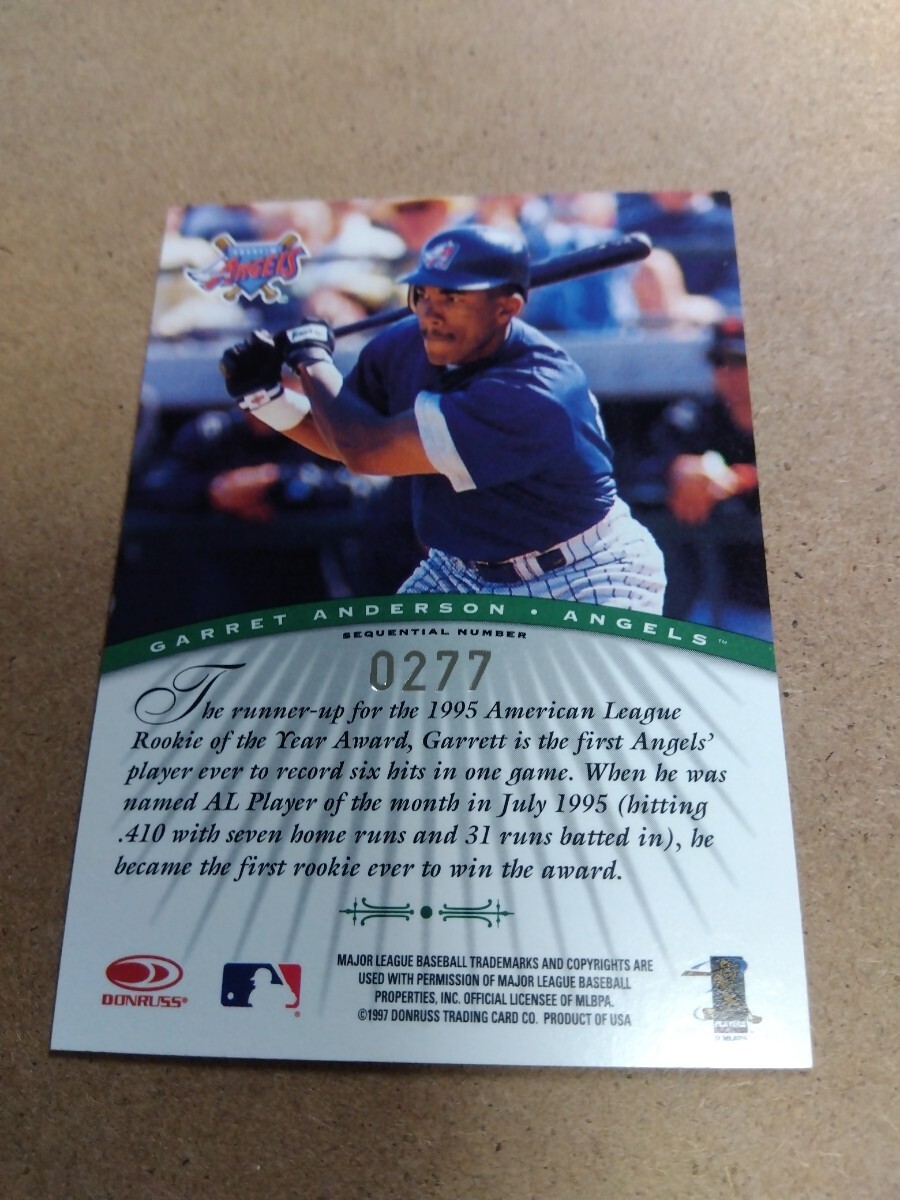 ANGELS
GARRET ANDERSON • ANGELS™
SEQUENTIAL NUMBER
0277
The runner-up for the 1995 American League
Rookie of the Year Award, Garrett is the first Angels'
player ever to record six hits in one game. When he was
named AL Player of the month in July 1995 (hitting
.410 with seven home runs and 31 runs batted in), he
became the first rookie ever to win the award.
MAJOR LEAGUE BASEBALL TRADEMARKS AND COPYRIGHTS ARE
USED WITH PERMISSION OF MAJOR LEAGUE BASEBALL
PROPERTIES, INC. OFFICIAL LICENSEE OF MLBPA.
©1997 DONRUSS TRADING CARD CO. PRODUCT OF USA
DONRUSS®
PLAYERS